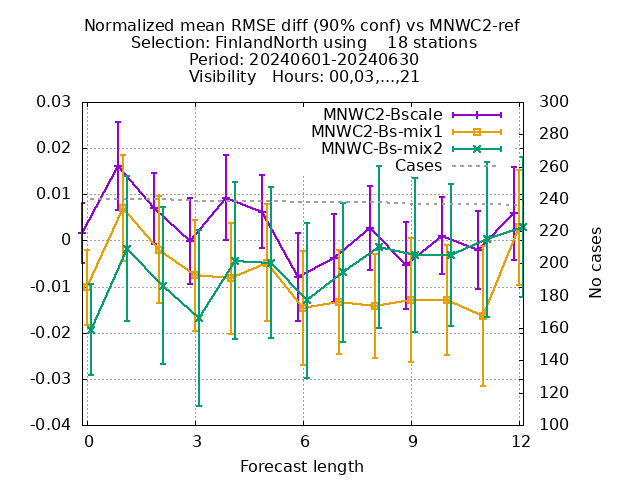 Normalized mean RMSE diff (90% conf) vs MNWC2-ref
Selection: FinlandNorth using    18 stations
Period: 20240601-20240630
Visibility   Hours: 00,03,...,21
0.03
0.02
0.01
0
-0.01
-0.02
-0.03
-0.04
MNWC2-Bscale
MNWC2-Bs-mix1
MNWC-Bs-mix2
Cases
300
280
260
240
220
200
180
160
140
120
100
No cases
0 3 6 9 12
Forecast length